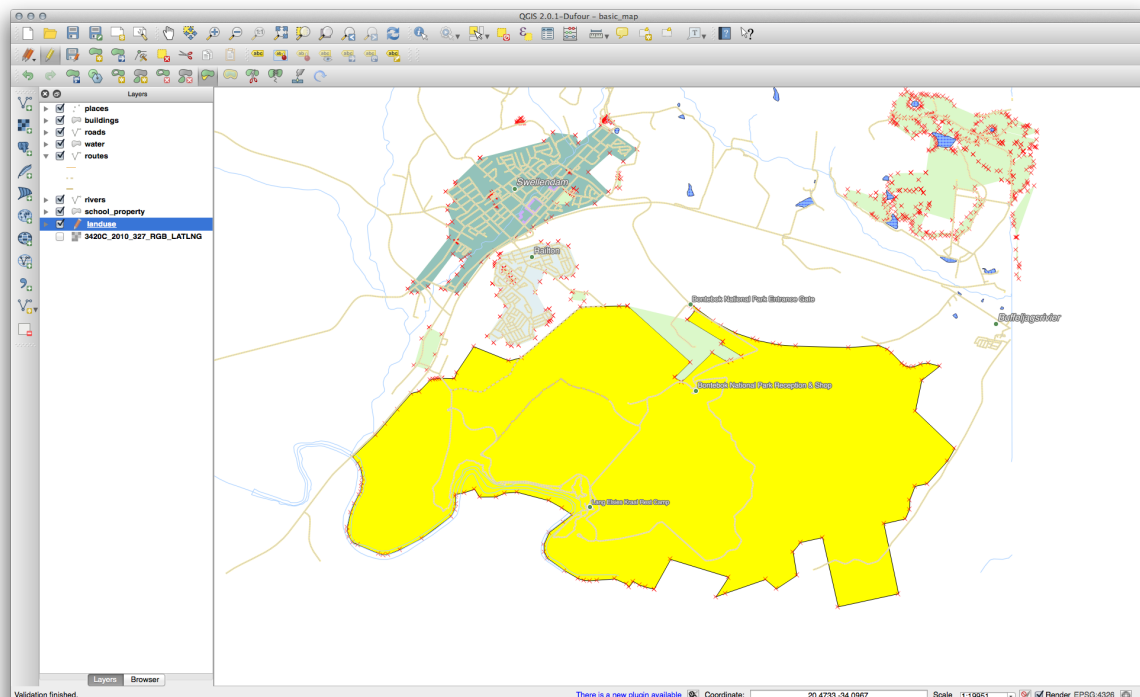 QGIS 2.0.1-Dufour - basic_map
Layers
places
buildings
roads
water
routes
rivers
school_property
landuse
3420C_2010_327_RGB_LATLNG
Swellendam
Railton
Bontebok National Park Entrance Gate
Buffeljagsrivier
Bontebok National Park Reception & Shop
Lang Elsies Kraal Rest Camp
Layers
Browser
Validation finished.
There is a new plugin available
Coordinate:
20.4733,-34.0967
Scale
1:19951
Render
EPSG:4326